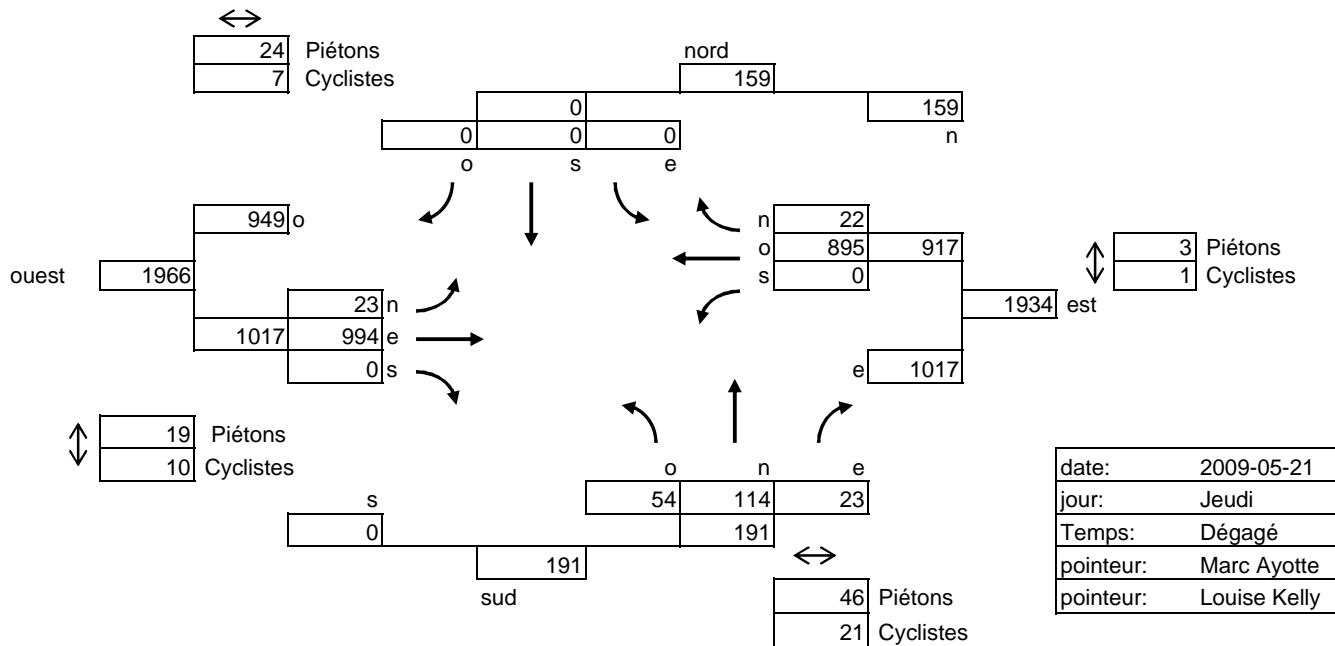 24 Piétons
7 Cyclistes
nord
159
0
159
0 0 0
n
o s e
949 o
n 22
o 895 917
s 0
3 Piétons
1 Cyclistes
ouest 1966
23 n
1017 994 e
0 s
1934 est
e 1017
19 Piétons
10 Cyclistes
o n e
54 114 23
191
s
0
191
sud
46 Piétons
21 Cyclistes
date: 2009-05-21
jour: Jeudi
Temps: Dégagé
pointeur: Marc Ayotte
pointeur: Louise Kelly